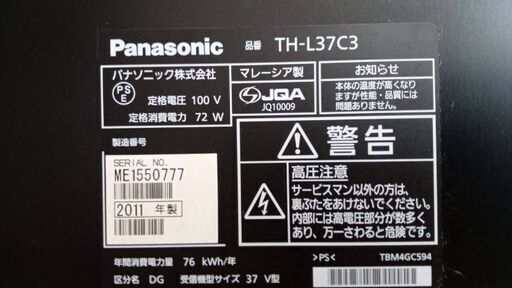 Panasonic 品番 TH-L37C3
パナソニック株式会社
PS
E
定格電圧 100 V
定格消費電力 72 W
マレーシア製
JQA
JQ10009
お知らせ
本体の温度が高くなり
ますが性能・品質には
問題ありません。
製造番号
SERIAL NO.
ME1550777
2011 年製
警告
高圧注意
サービスマン以外の方は、
裏ぶたをあけないでください。
内部には高電圧部分が数多く
あり、万一さわると危険です。
年間消費電力量 76 kWh/年
>PS< TBM4GC594
区分名 DG 受信機型サイズ 37 V型